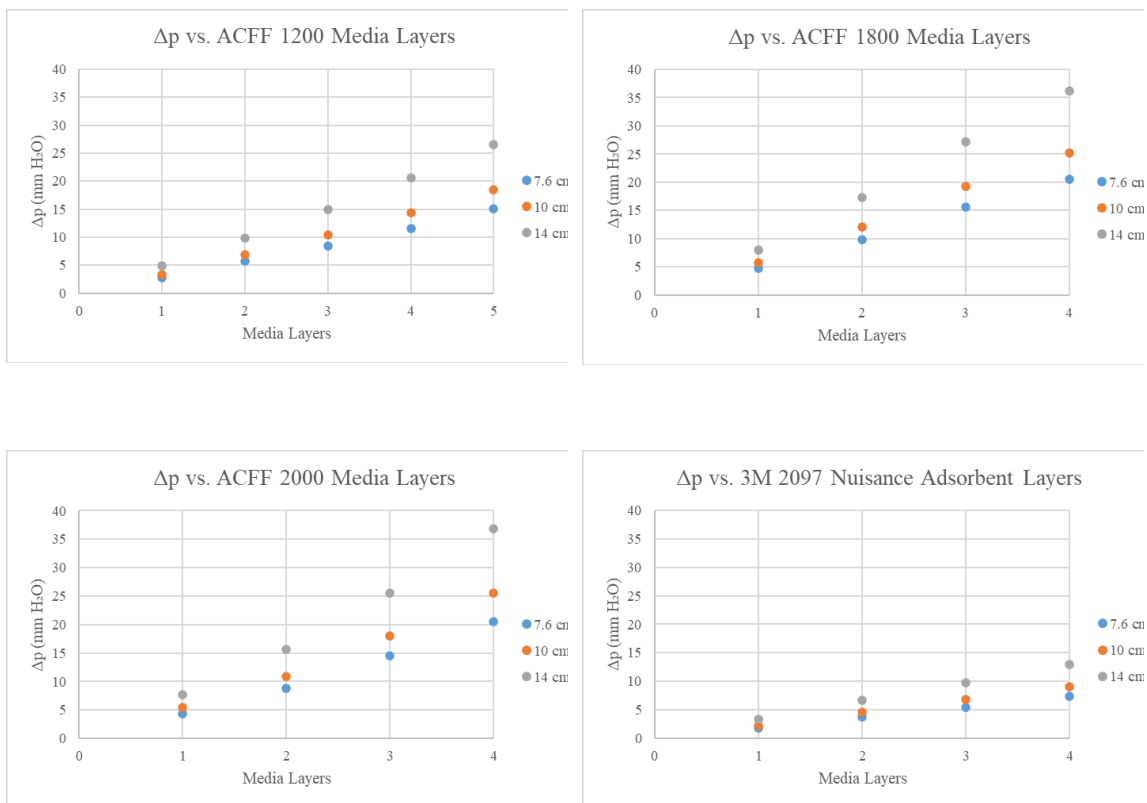 Δp vs. ACFF 1200 Media Layers
40
35
30
25
20
15
10
5
0
Δp (mm H₂O)
0 1 2 3 4 5
Media Layers
7.6 cm
10 cm
14 cm
Δp vs. ACFF 1800 Media Layers
40
35
30
25
20
15
10
5
0
Δp (mm H₂O)
0 1 2 3 4
Media Layers
7.6 cm
10 cm
14 cm
Δp vs. ACFF 2000 Media Layers
40
35
30
25
20
15
10
5
0
Δp (mm H₂O)
0 1 2 3 4
Media Layers
7.6 cm
10 cm
14 cm
Δp vs. 3M 2097 Nuisance Adsorbent Layers
40
35
30
25
20
15
10
5
0
Δp (mm H₂O)
0 1 2 3 4
Media Layers
7.6 cm
10 cm
14 cm